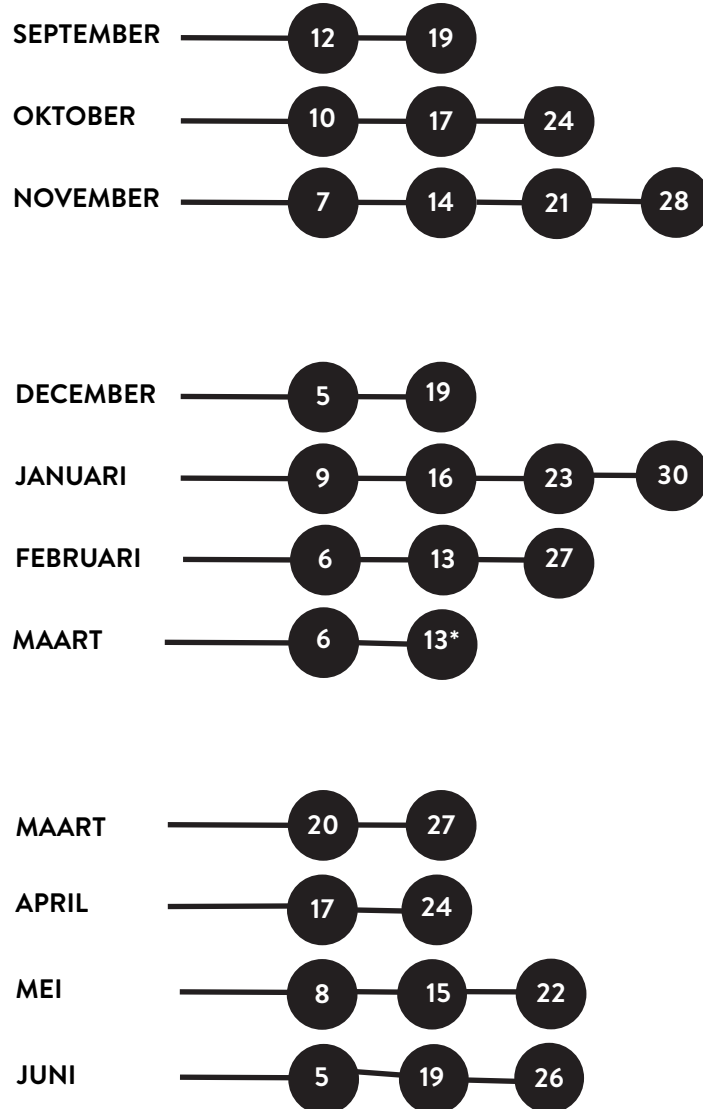 SEPTEMBER 12 19
OKTOBER 10 17 24
NOVEMBER 7 14 21 28
DECEMBER 5 19
JANUARI 9 16 23 30
FEBRUARI 6 13 27
MAART 6 13*
MAART 20 27
APRIL 17 24
MEI 8 15 22
JUNI 5 19 26